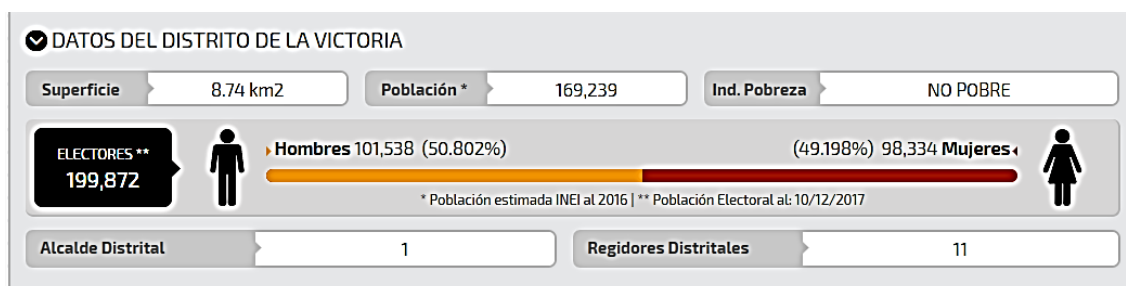 DATOS DEL DISTRITO DE LA VICTORIA
Superficie 8.74 km2 Población * 169,239 Ind. Pobreza NO POBRE
ELECTORES **
199,872
Hombres 101,538 (50.802%) (49.198%) 98,334 Mujeres
* Población estimada INEI al 2016 | ** Población Electoral al: 10/12/2017
Alcalde Distrital 1 Regidores Distritales 11